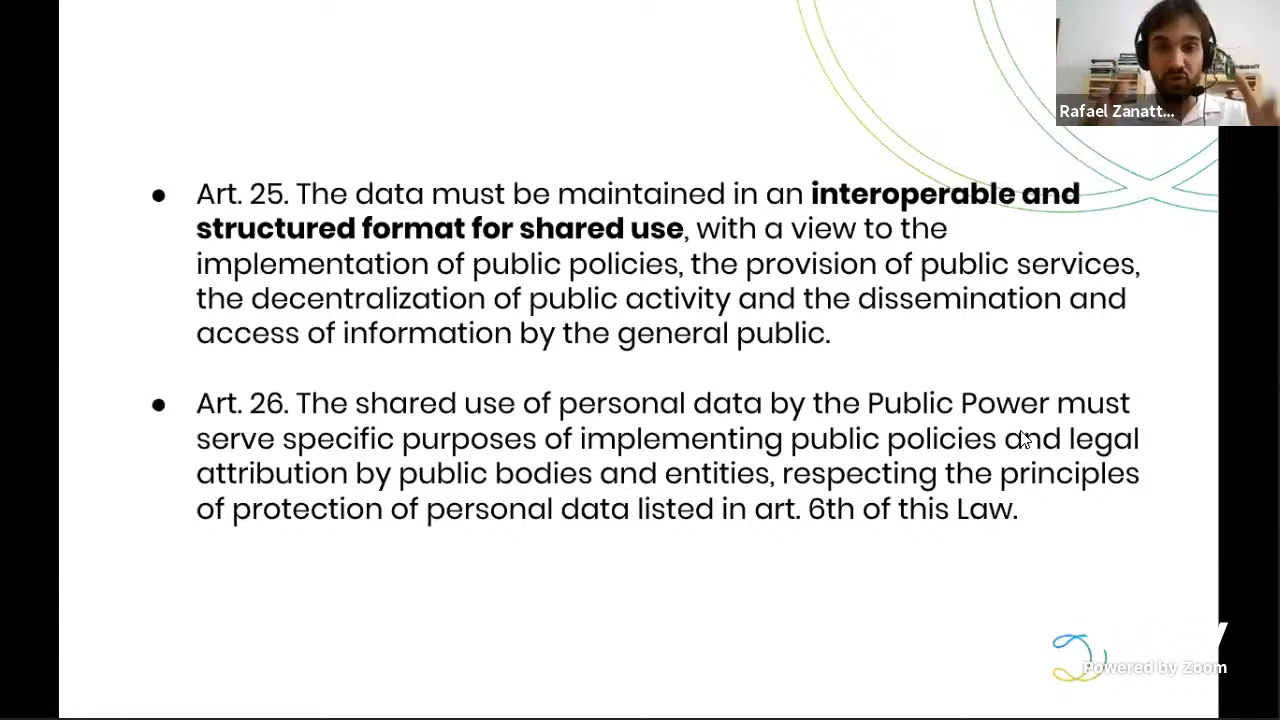 Rafael Zanatt...
● Art. 25. The data must be maintained in an interoperable and
structured format for shared use, with a view to the
implementation of public policies, the provision of public services,
the decentralization of public activity and the dissemination and
access of information by the general public.
● Art. 26. The shared use of personal data by the Public Power must
serve specific purposes of implementing public policies and legal
attribution by public bodies and entities, respecting the principles
of protection of personal data listed in art. 6th of this Law.
Powered by Zoom